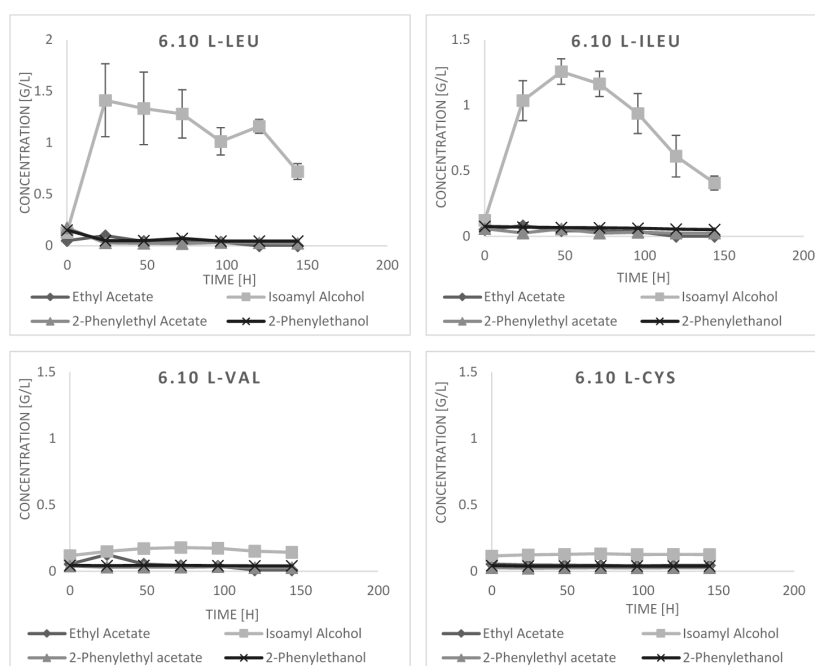 6.10 L-LEU
CONCENTRATION [G/L]
2
1.5
1
0.5
0
0 50 100 150 200
TIME [H]
Ethyl Acetate Isoamyl Alcohol
2-Phenylethyl Acetate 2-Phenylethanol
6.10 L-ILEU
CONCENTRATION [G/L]
1.5
1
0.5
0
0 50 100 150 200
TIME [H]
Ethyl Acetate Isoamyl Alcohol
2-Phenylethyl acetate 2-Phenylethanol
6.10 L-VAL
CONCENTRATION [G/L]
1.5
1
0.5
0
0 50 100 150 200
TIME [H]
Ethyl Acetate Isoamyl Alcohol
2-Phenylethyl acetate 2-Phenylethanol
6.10 L-CYS
CONCENTRATION [G/L]
1.5
1
0.5
0
0 50 100 150 200
TIME [H]
Ethyl Acetate Isoamyl Alcohol
2-Phenylethyl acetate 2-Phenylethanol